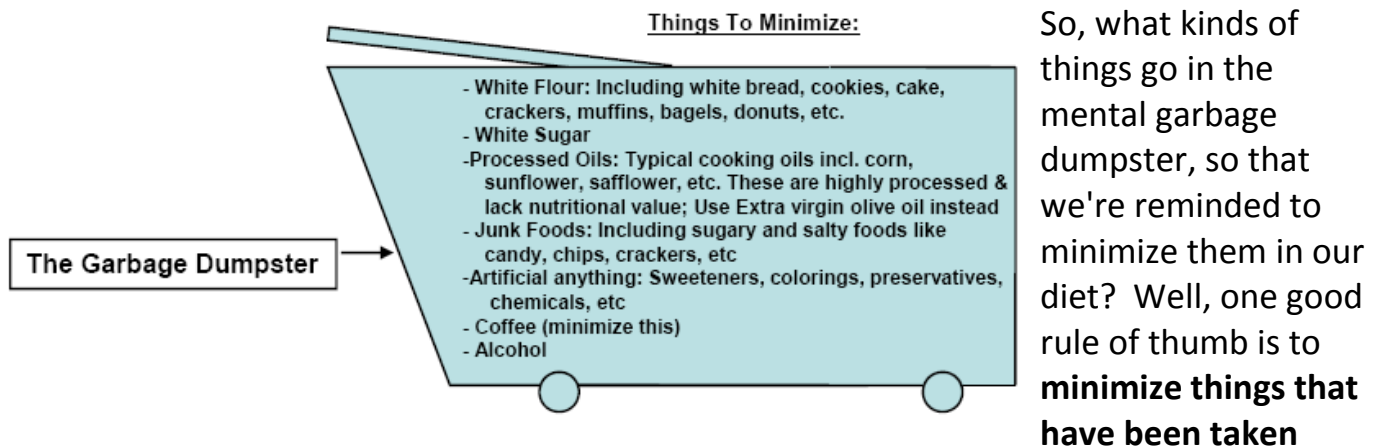 Things To Minimize:
- White Flour: Including white bread, cookies, cake,
crackers, muffins, bagels, donuts, etc.
- White Sugar
-Processed Oils: Typical cooking oils incl. corn,
sunflower, safflower, etc. These are highly processed &
lack nutritional value; Use Extra virgin olive oil instead
- Junk Foods: Including sugary and salty foods like
candy, chips, crackers, etc
-Artificial anything: Sweeteners, colorings, preservatives,
chemicals, etc
- Coffee (minimize this)
- Alcohol
The Garbage Dumpster
So, what kinds of
things go in the
mental garbage
dumpster, so that
we're reminded to
minimize them in our
diet?  Well, one good
rule of thumb is to
minimize things that
have been taken